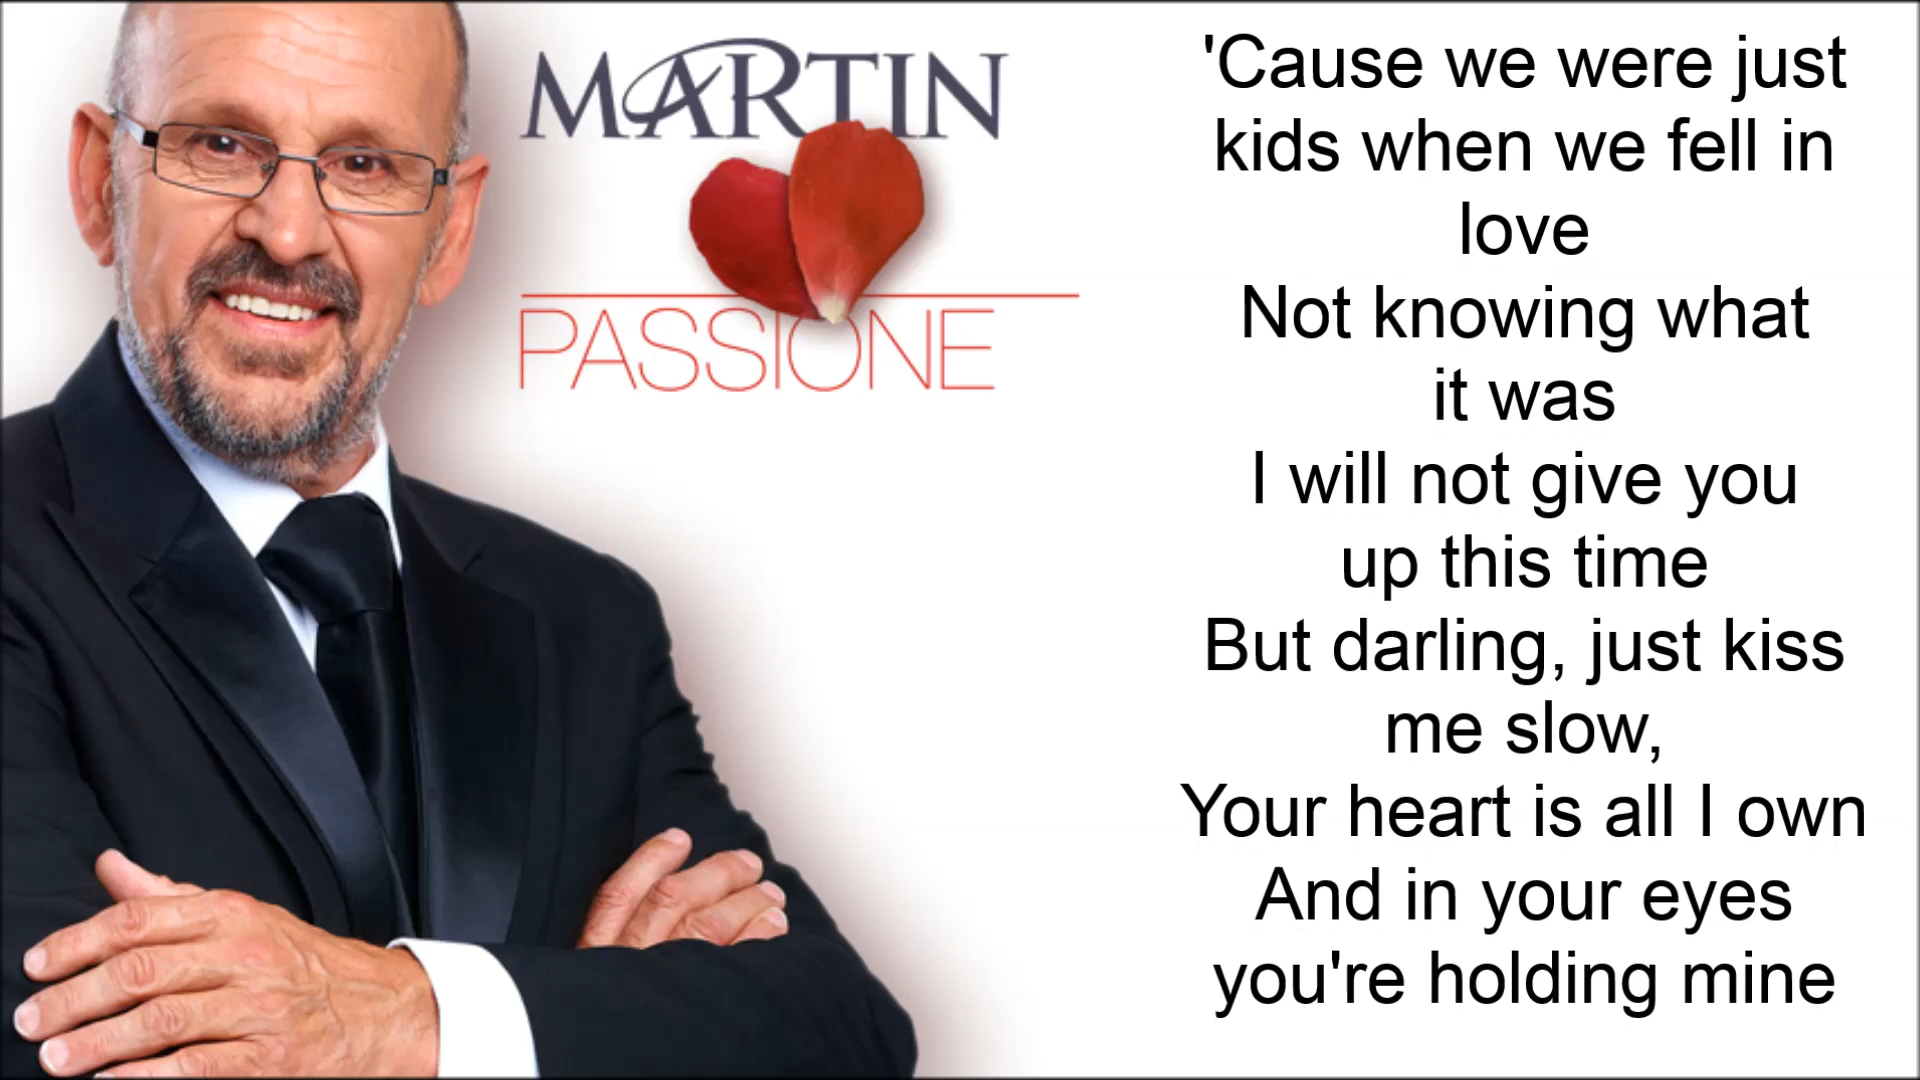 MARTIN
PASSIONE
'Cause we were just
kids when we fell in
love
Not knowing what
it was
I will not give you
up this time
But darling, just kiss
me slow,
Your heart is all I own
And in your eyes
you're holding mine